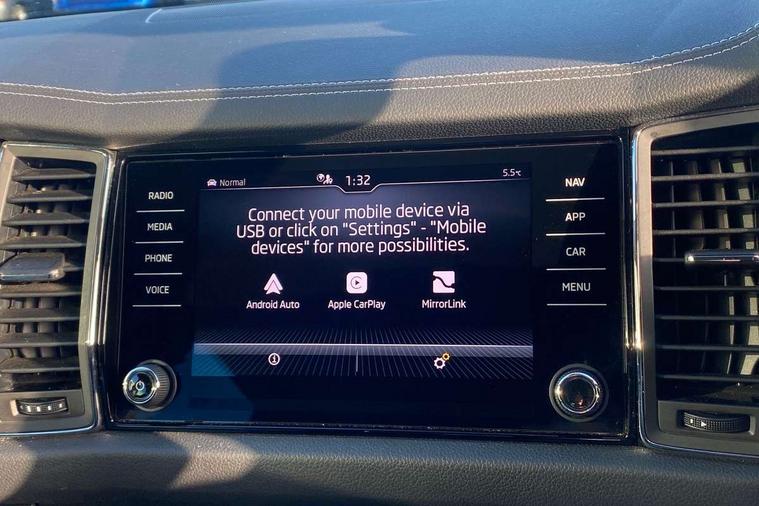 Normal
1:32
5.5°C
RADIO
MEDIA
PHONE
VOICE
Connect your mobile device via
USB or click on "Settings" - "Mobile
devices" for more possibilities.
Android Auto
Apple CarPlay
MirrorLink
NAV
APP
CAR
MENU